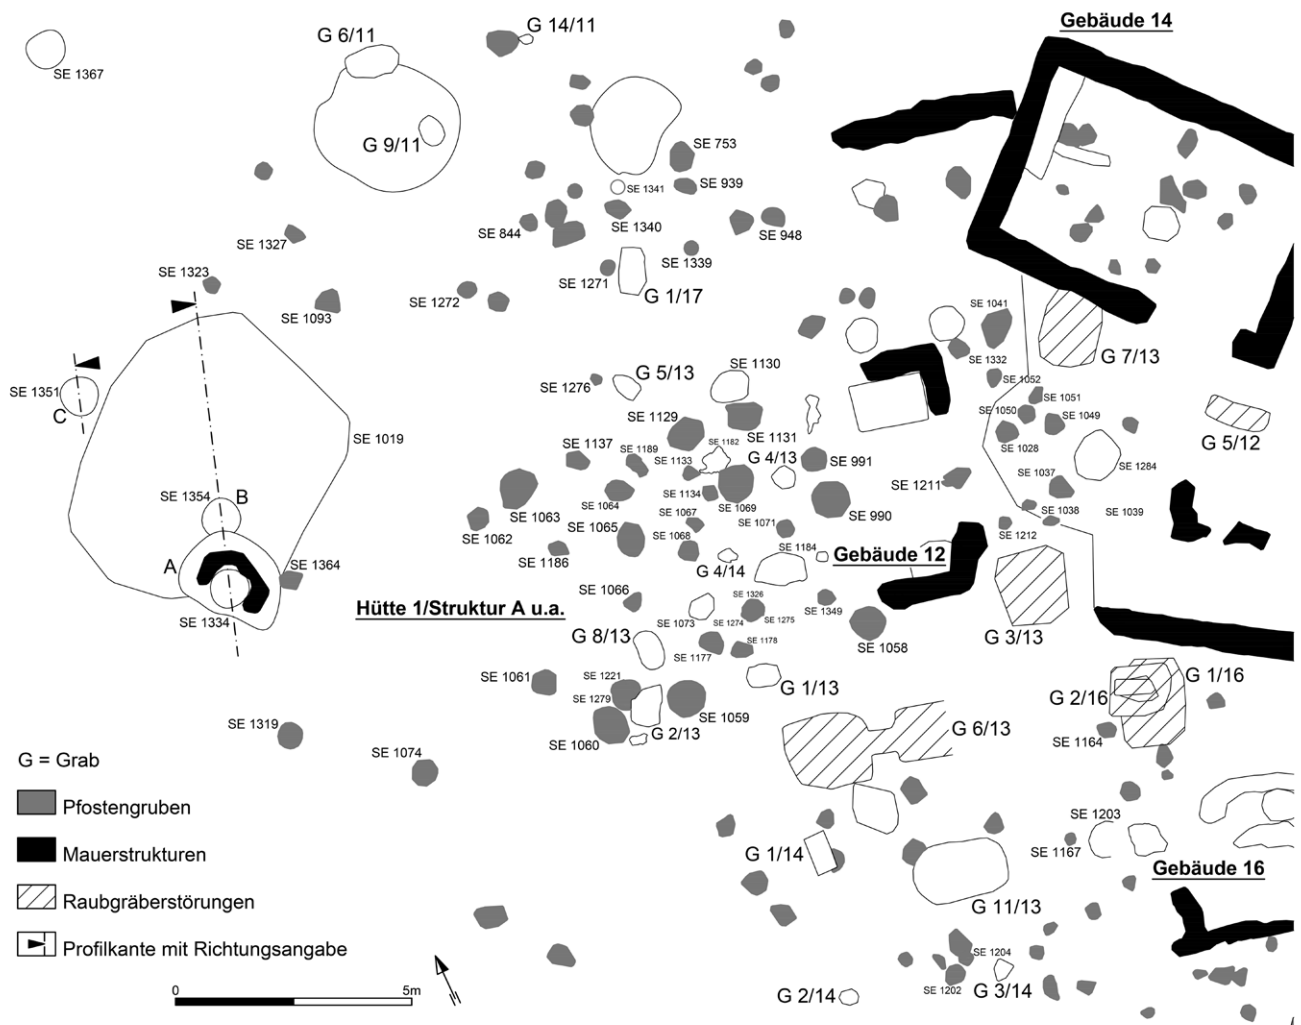 Gebäude 14
G 14/11
G 6/11
SE 1367
G 9/11
SE 753
SE 939
SE 1341
SE 844
SE 1340
SE 948
SE 1327
SE 1339
SE 1323
SE 1271
SE 1272
G 1/17
SE 1093
SE 1041
SE 1332
G 7/13
SE 1130
G 5/13
SE 1276
SE 1052
SE 1051
SE 1351
C
SE 1050
SE 1049
SE 1129
SE 1131
SE 1019
SE 1028
G 5/12
SE 1137
SE 1189
SE 1182
SE 1133
G 4/13
SE 991
SE 1284
SE 1211
SE 1037
SE 1354
B
SE 1064
SE 1134
SE 1069
SE 1063
SE 1067
SE 990
SE 1038
SE 1039
SE 1065
SE 1071
SE 1062
SE 1068
SE 1212
SE 1184
Gebäude 12
SE 1186
G 4/14
SE 1364
A
SE 1066
SE 1326
SE 1349
Hütte 1/Struktur A u.a.
SE 1334
SE 1073
SE 1274
SE 1275
G 8/13
SE 1178
SE 1177
SE 1058
G 3/13
SE 1061
SE 1221
SE 1279
G 1/13
G 1/16
G 2/16
SE 1059
SE 1319
SE 1060
G 2/13
G 6/13
SE 1164
SE 1074
G = Grab
Pfostengruben
Mauerstrukturen
Raubgräberstörungen
Profilkante mit Richtungsangabe
SE 1203
SE 1167
G 1/14
Gebäude 16
G 11/13
SE 1204
SE 1202
G 3/14
G 2/14
0
5m